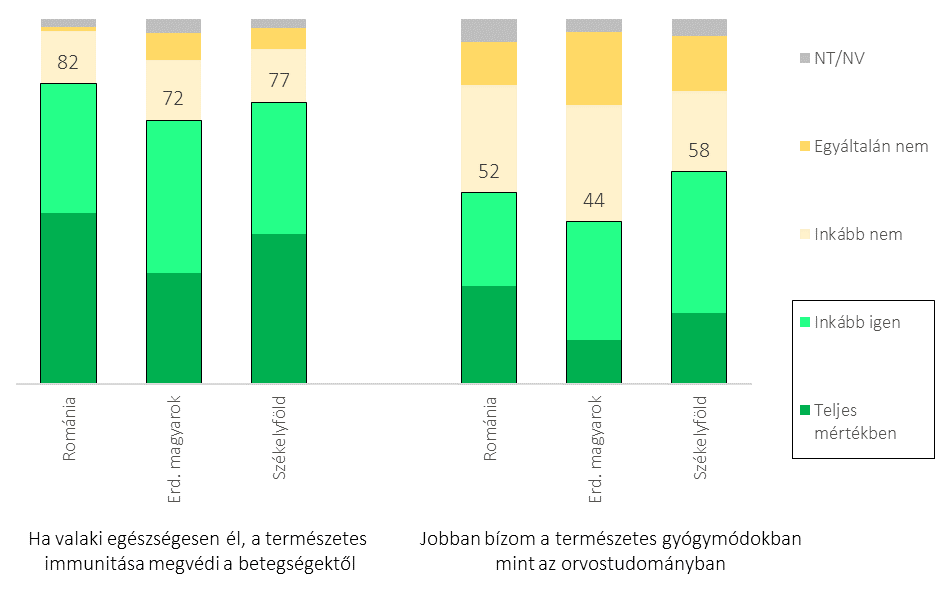 82
72
77
52
44
58
NT/NV
Egyáltalán nem
Inkább nem
Inkább igen
Teljes
mértékben
Románia
Erd. magyarok
Székelyföld
Románia
Erd. magyarok
Székelyföld
Ha valaki egészségesen él, a természetes
immunitása megvédi a betegségektől
Jobban bízom a természetes gyógymódokban
mint az orvostudományban